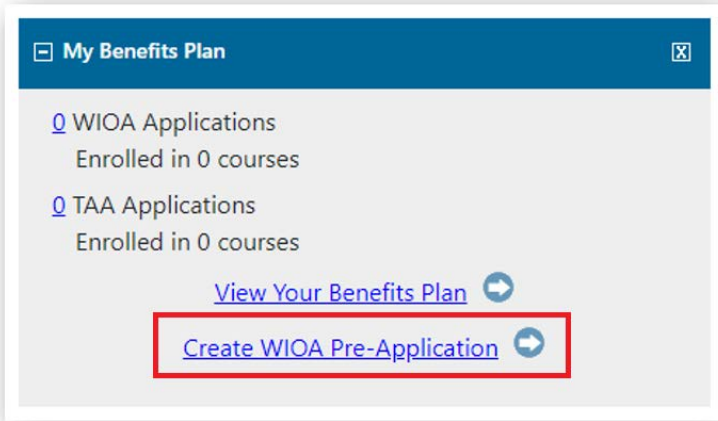 My Benefits Plan
0 WIOA Applications
Enrolled in 0 courses
0 TAA Applications
Enrolled in 0 courses
View Your Benefits Plan
Create WIOA Pre-Application